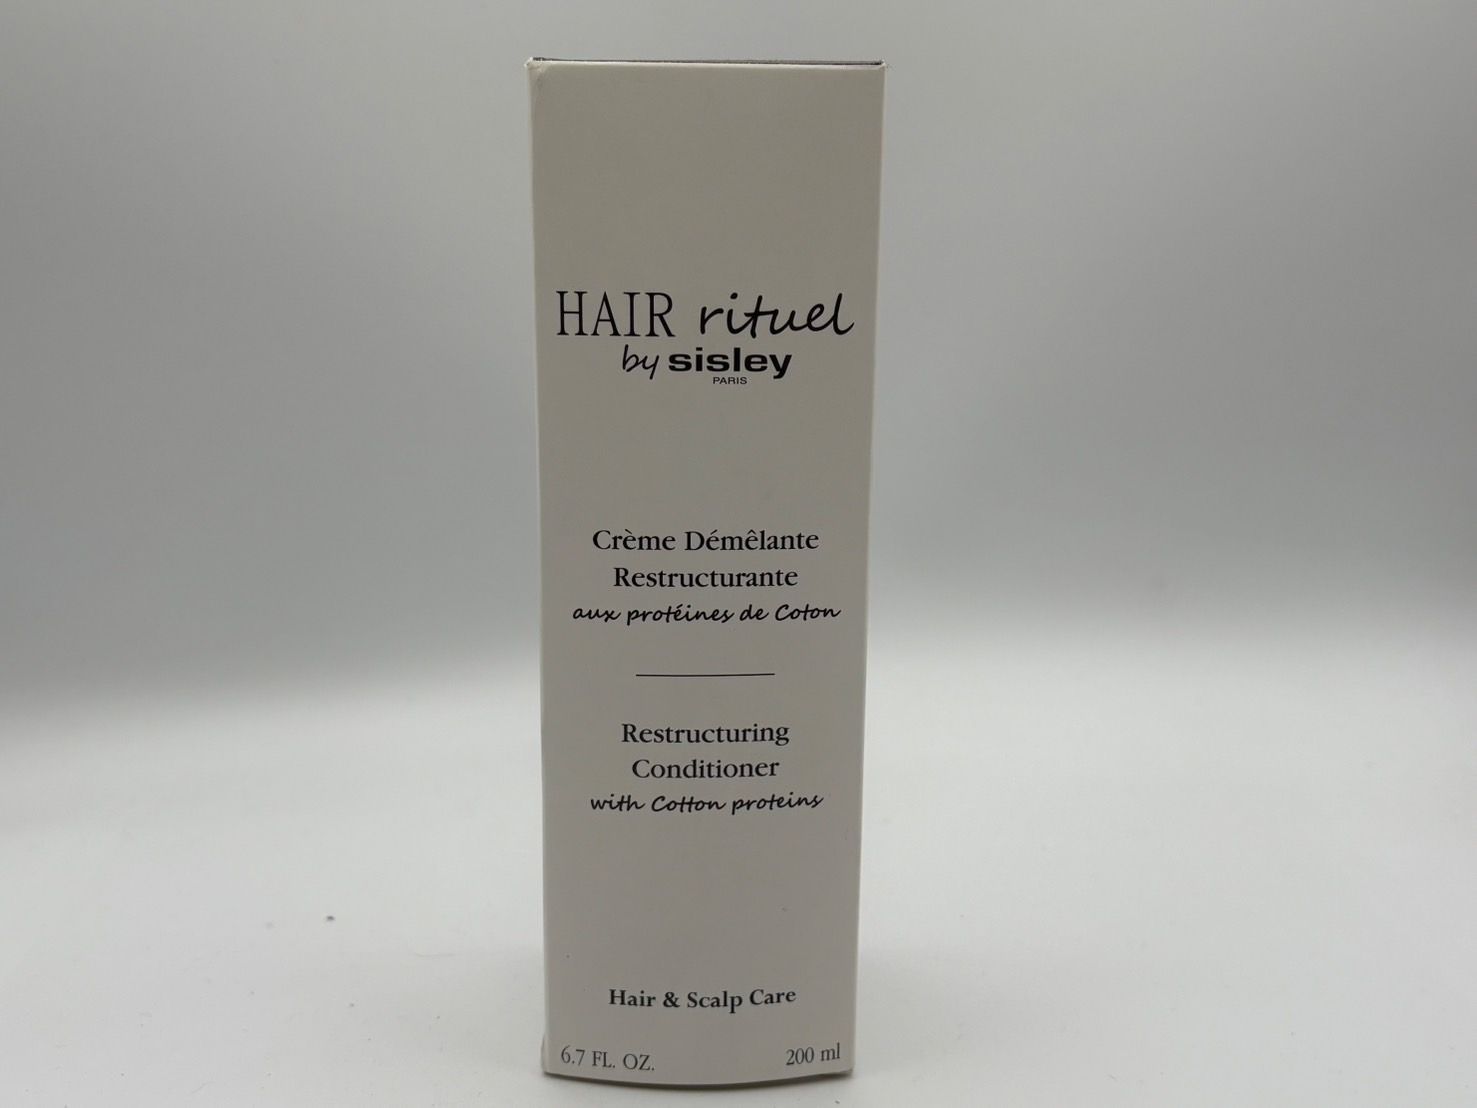 HAIR rituel
by sisley
PARIS
Crème Démêlante
Restructurante
aux protéines de Coton
Restructuring
Conditioner
with Cotton proteins
Hair & Scalp Care
6.7 FL. OZ. 200 ml